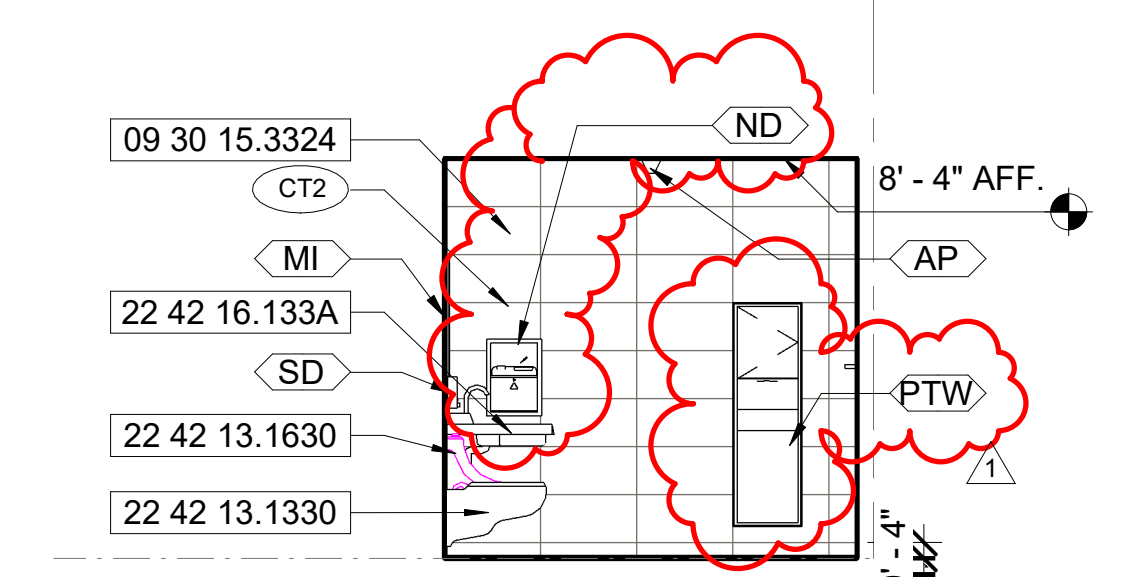 ND
09 30 15.3324
8' - 4" AFF.
CT2
MI
AP
22 42 16.133A
SD
PTW
22 42 13.1630
1
22 42 13.1330
' - 4"